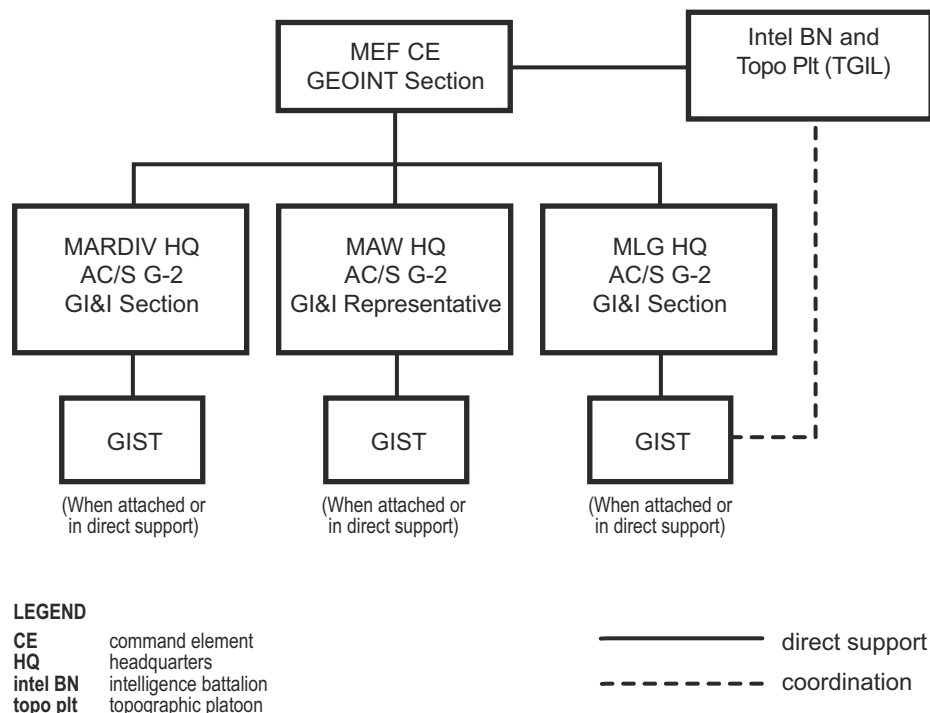 MEF CE
GEOINT Section
Intel BN and
Topo Plt (TGIL)
MARDIV HQ
AC/S G-2
GI&I Section
MAW HQ
AC/S G-2
GI&I Representative
MLG HQ
AC/S G-2
GI&I Section
GIST
(When attached or
in direct support)
GIST
(When attached or
in direct support)
GIST
(When attached or
in direct support)
LEGEND
CE command element
HQ headquarters
intel BN intelligence battalion
topo plt topographic platoon
direct support
coordination